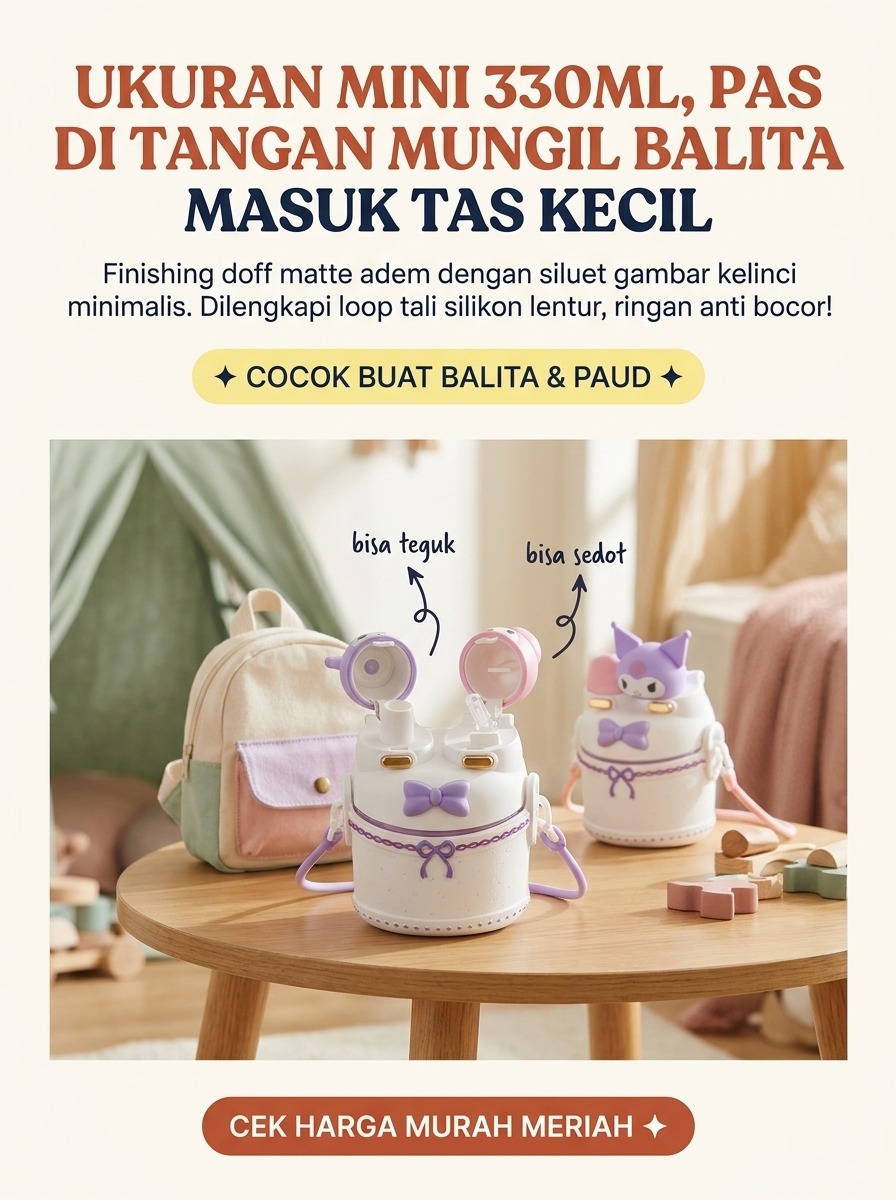 UKURAN MINI 330ML, PAS
DI TANGAN MUNGIL BALITA
MASUK TAS KECIL
Finishing doff matte adem dengan siluet gambar kelinci
minimalis. Dilengkapi loop tali silikon lentur, ringan anti bocor!
✦ COCOK BUAT BALITA & PAUD ✦
bisa teguk
bisa sedot
CEK HARGA MURAH MERIAH ✦